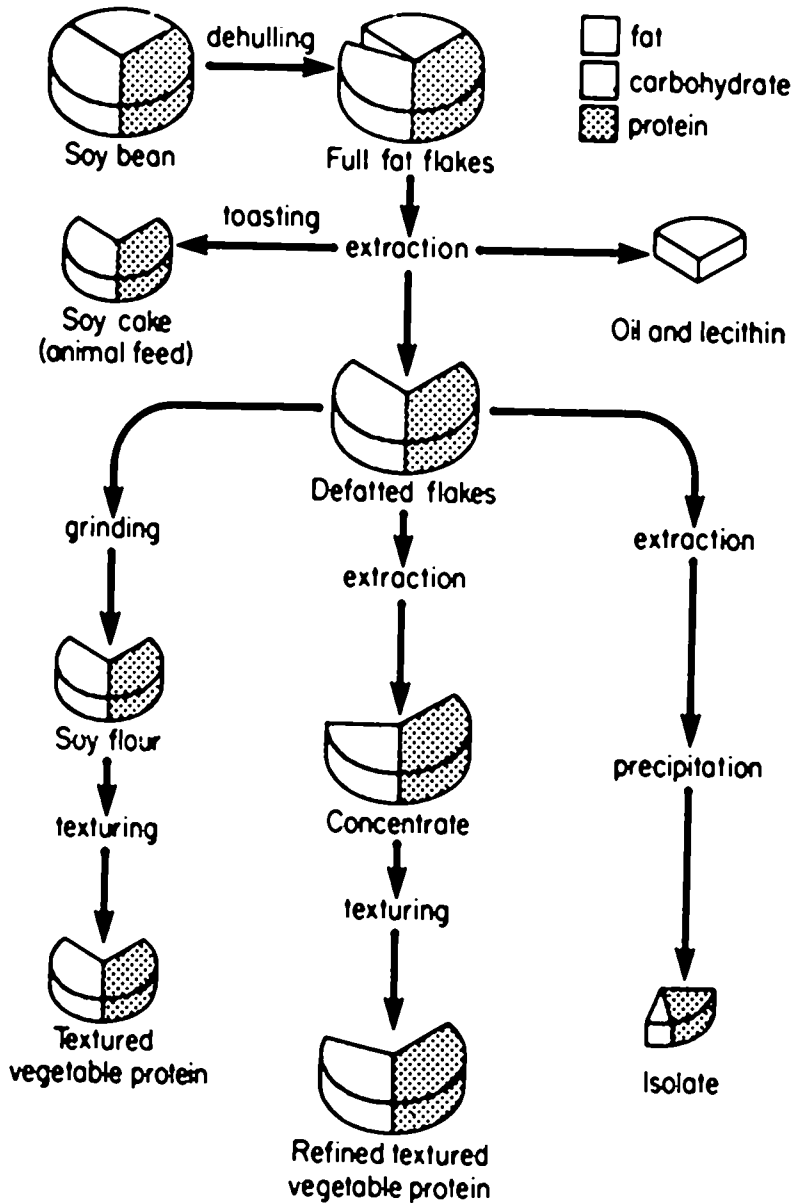 dehulling
fat
carbohydrate
protein
Soy bean
Full fat flakes
toasting
extraction
Soy cake
(animal feed)
Oil and lecithin
Defatted flakes
grinding
extraction
extraction
Soy flour
precipitation
Concentrate
texturing
texturing
Textured
vegetable protein
Isolate
Refined textured
vegetable protein